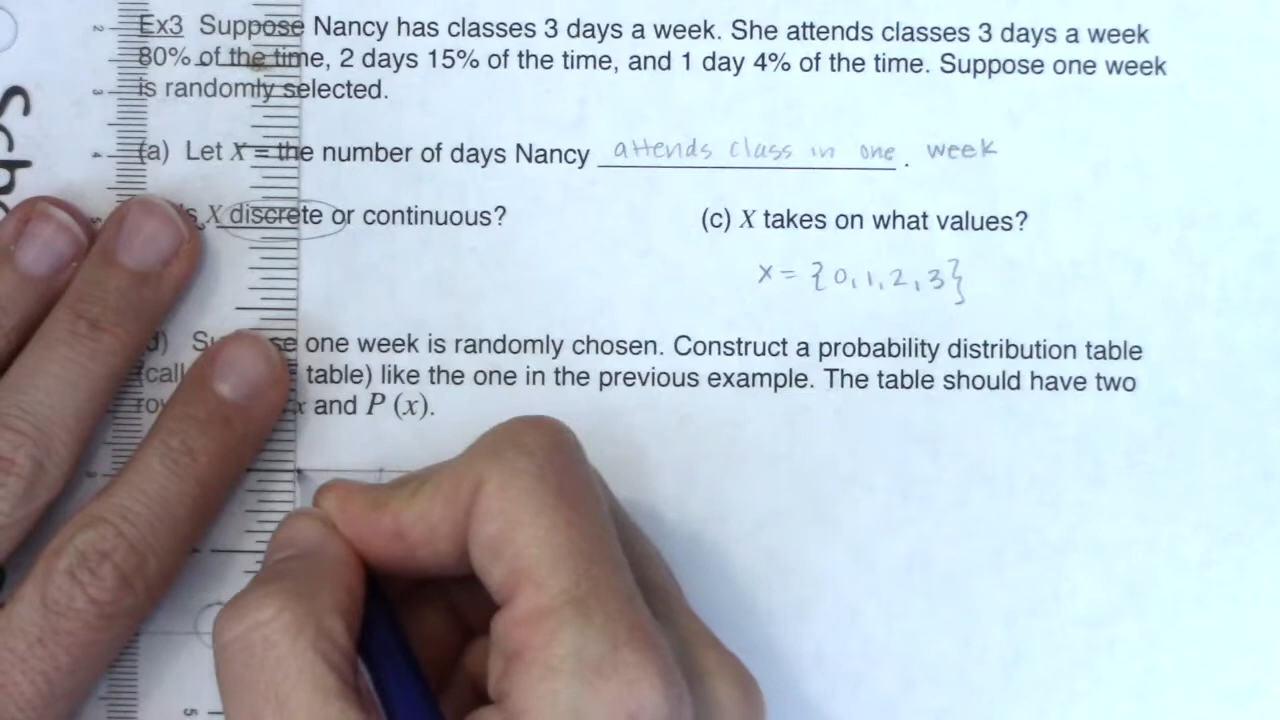 Ex3 Suppose Nancy has classes 3 days a week. She attends classes 3 days a week
80% of the time, 2 days 15% of the time, and 1 day 4% of the time. Suppose one week
is randomly selected.
(a) Let X = the number of days Nancy attends class in one . week
X discrete or continuous?
(c) X takes on what values?
x = {0,1,2,3}
one week is randomly chosen. Construct a probability distribution table
table) like the one in the previous example. The table should have two
x and P (x).